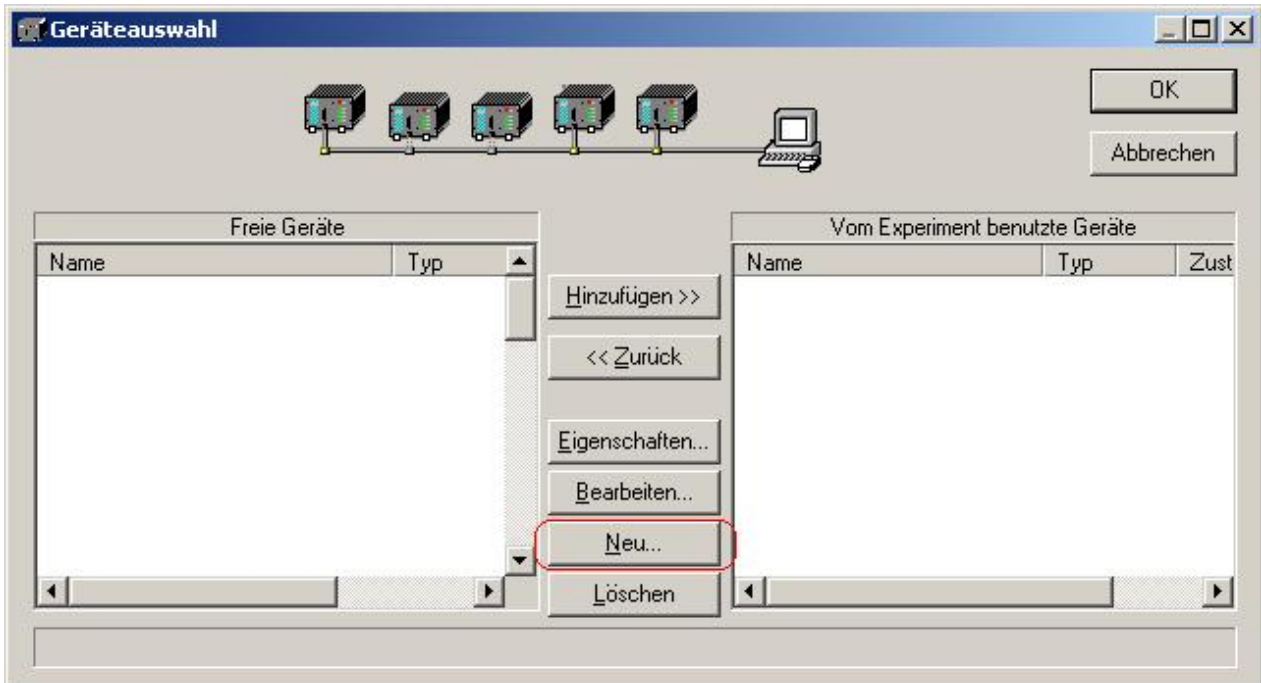 Geräteauswahl
OK
Abbrechen
Freie Geräte
Name Typ
Hinzufügen >>
<< Zurück
Eigenschaften...
Bearbeiten...
Neu...
Löschen
Vom Experiment benutzte Geräte
Name Typ Zust